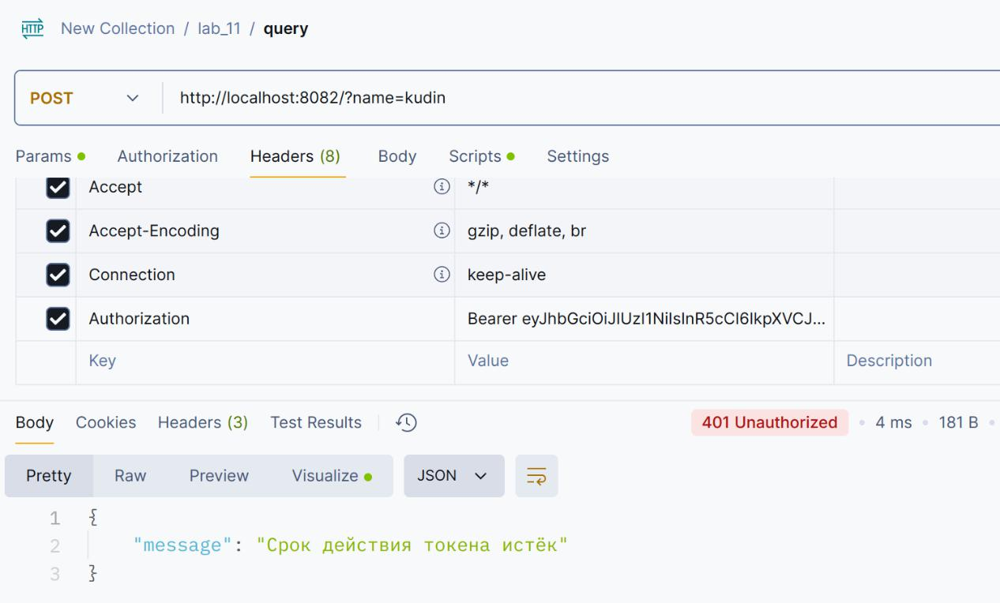 HTTP New Collection / lab_11 / query
POST http://localhost:8082/?name=kudin
Params Authorization Headers (8) Body Scripts Settings
Accept */*
Accept-Encoding gzip, deflate, br
Connection keep-alive
Authorization Bearer eyJhbGciOiJIUzI1NiIsInR5cCI6IkpXVCJ...
Key Value Description
Body Cookies Headers (3) Test Results 401 Unauthorized • 4 ms • 181 B •
Pretty Raw Preview Visualize JSON
1 {
2 "message": "Срок действия токена истёк"
3 }